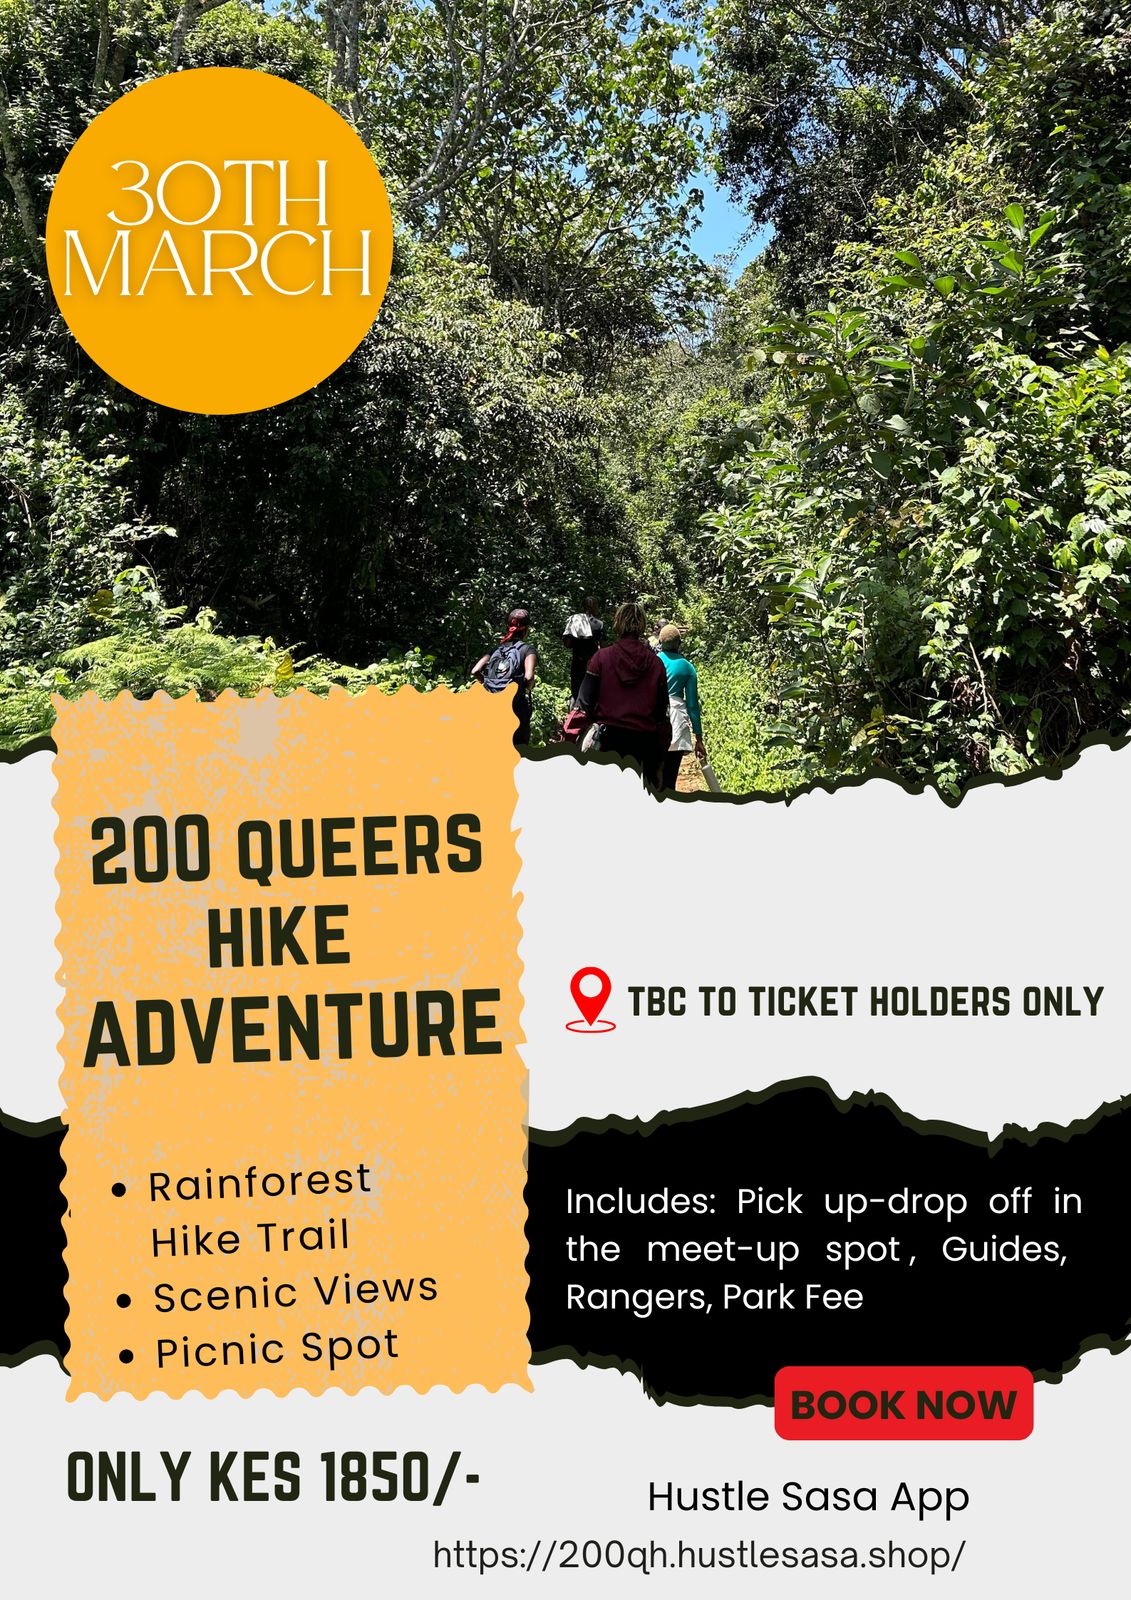 30TH
MARCH
200 QUEERS
HIKE
ADVENTURE
• Rainforest
Hike Trail
• Scenic Views
• Picnic Spot
TBC TO TICKET HOLDERS ONLY
Includes: Pick up-drop off in
the meet-up spot , Guides,
Rangers, Park Fee
BOOK NOW
ONLY KES 1850/-
Hustle Sasa App
https://200qh.hustlesasa.shop/